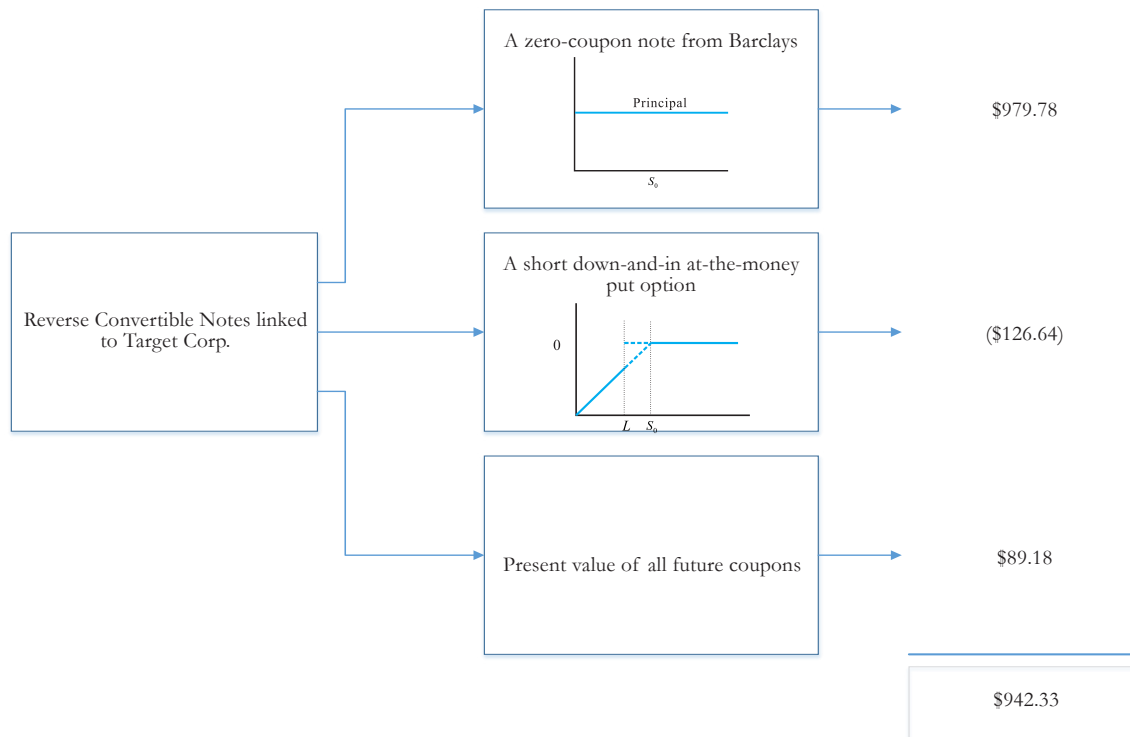 A zero-coupon note from Barclays
Principal
S₀
$979.78
Reverse Convertible Notes linked
to Target Corp.
A short down-and-in at-the-money
put option
0
L S₀
($126.64)
Present value of all future coupons
$89.18
$942.33